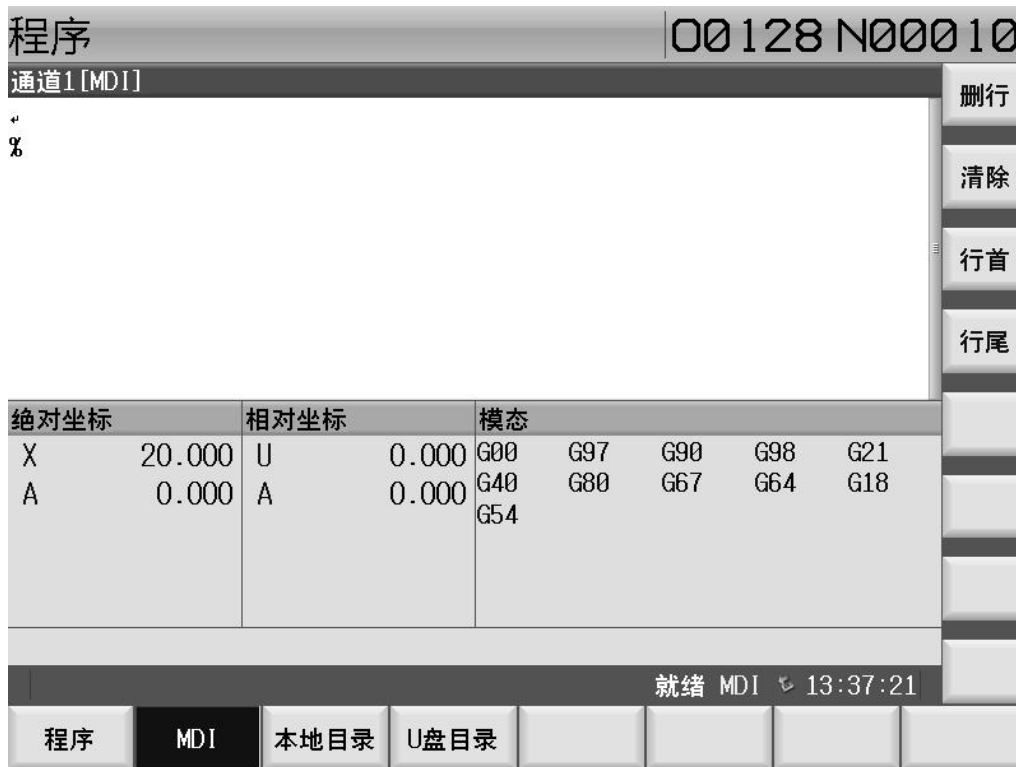 程序 O0128 N00010
通道1[MDI]
删行
↵
%
清除
行首
行尾
绝对坐标 相对坐标 模态
X 20.000 U 0.000 G00 G97 G90 G98 G21
A 0.000 A 0.000 G40 G80 G67 G64 G18
G54
就绪 MDI 13:37:21
程序 MDI 本地目录 U盘目录